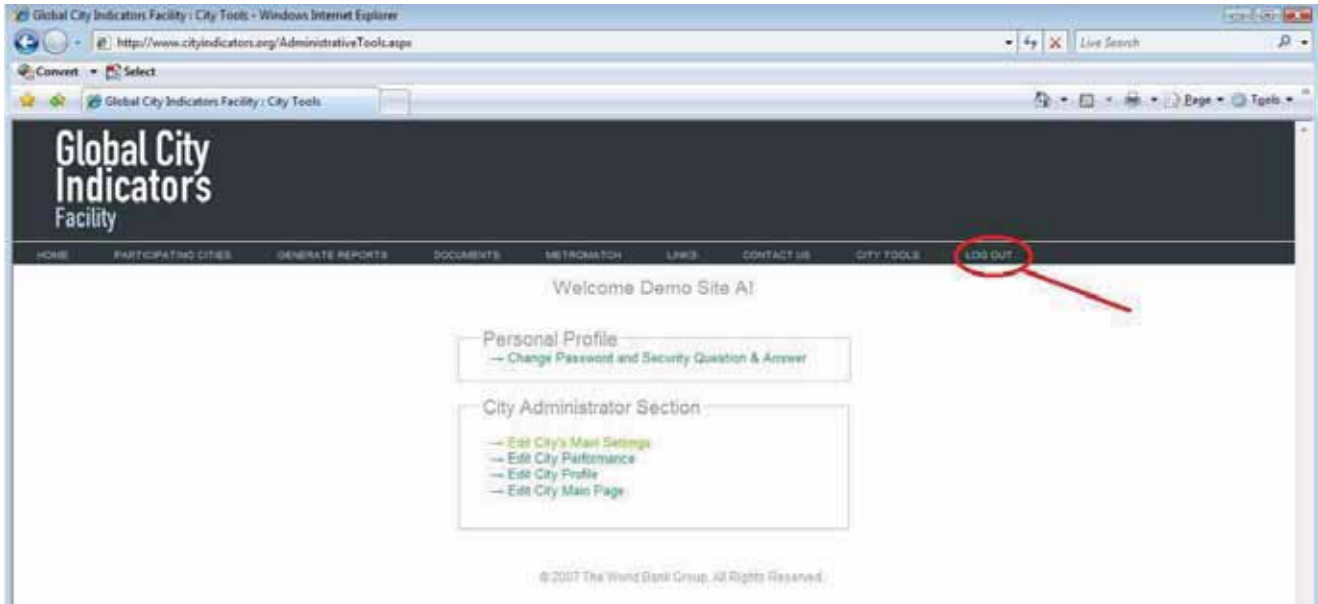 Global City Indicators Facility : City Tools - Windows Internet Explorer
http://www.cityindicators.org/AdministrativeTools.aspx
Live Search
Convert
Select
Global City Indicators Facility : City Tools
Page
Tools
Global City
Indicators
Facility
HOME PARTICIPATING CITIES GENERATE REPORTS DOCUMENTS METROMATCH LINKS CONTACT US CITY TOOLS LOG OUT
Welcome Demo Site A!
Personal Profile
→ Change Password and Security Question & Answer
City Administrator Section
→ Edit City's Main Settings
→ Edit City Performance
→ Edit City Profile
→ Edit City Main Page
© 2007 The World Bank Group, All Rights Reserved.